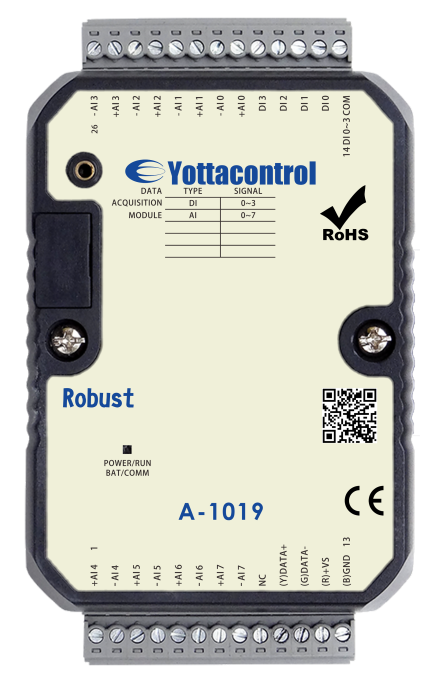 26 -AI3 +AI3 -AI2 +AI2 -AI1 +AI1 -AI0 +AI0 DI3 DI2 DI1 DI0 14 DI0~3 COM
Yottacontrol
DATA TYPE SIGNAL
ACQUISITION DI 0~3
MODULE AI 0~7
RoHS
Robust
POWER/RUN
BAT/COMM
A-1019
CE
+AI4 1 -AI4 +AI5 -AI5 +AI6 -AI6 +AI7 -AI7 NC (Y)DATA+ (G)DATA- (R)+VS (B)GND 13